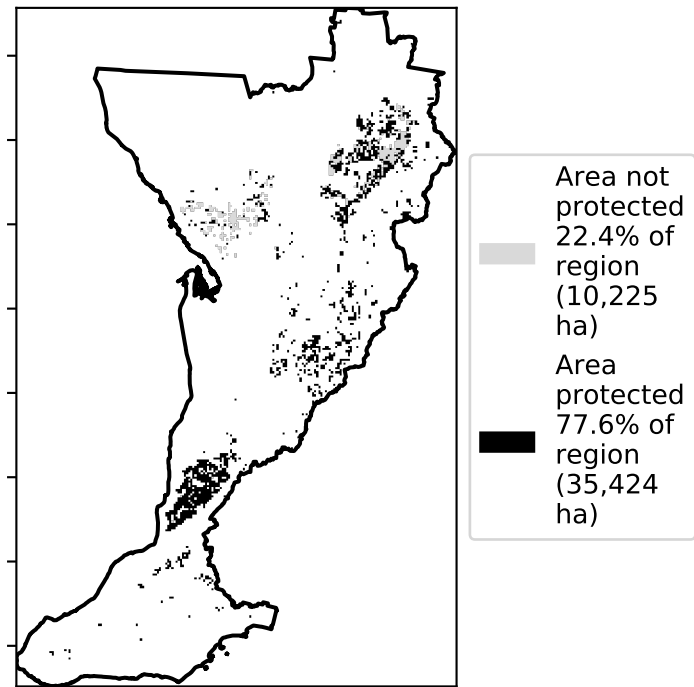 Area not
protected
22.4% of
region
(10,225
ha)
Area
protected
77.6% of
region
(35,424
ha)